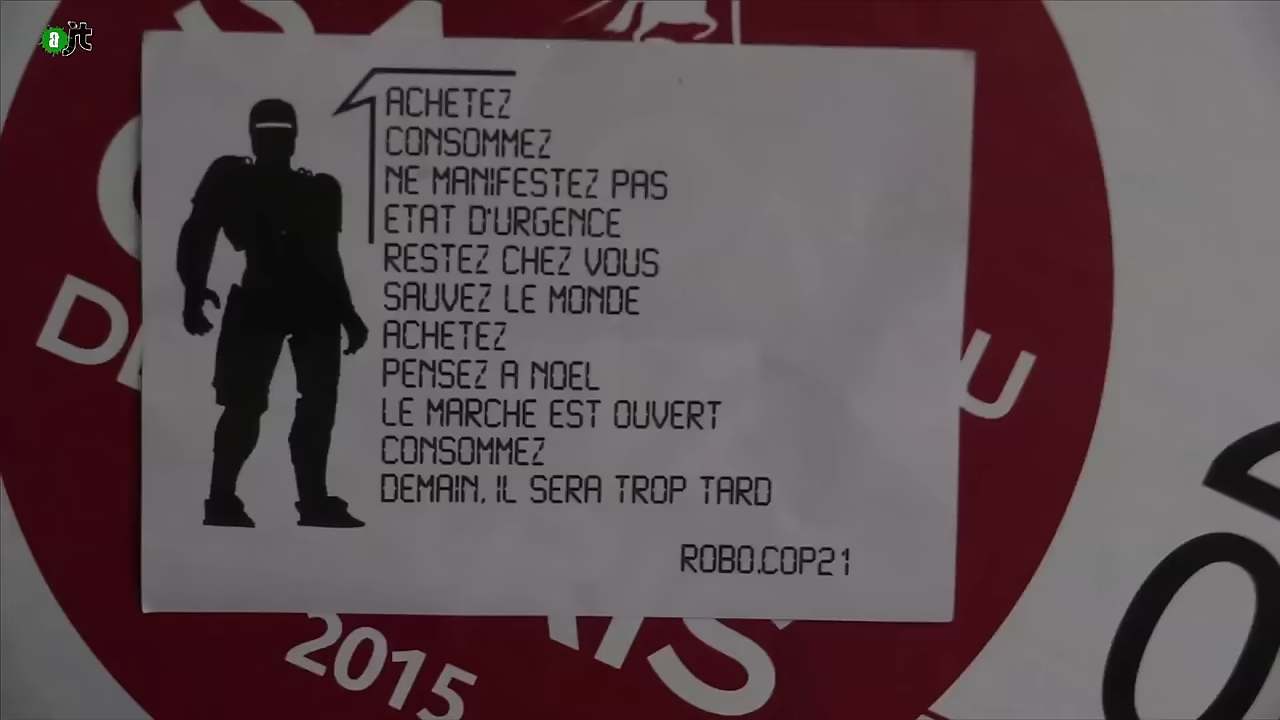 ajt
ACHETEZ
CONSOMMEZ
NE MANIFESTEZ PAS
ETAT D'URGENCE
RESTEZ CHEZ VOUS
SAUVEZ LE MONDE
ACHETEZ
PENSEZ A NOEL
LE MARCHE EST OUVERT
CONSOMMEZ
DEMAIN, IL SERA TROP TARD
ROBO.COP21
2015